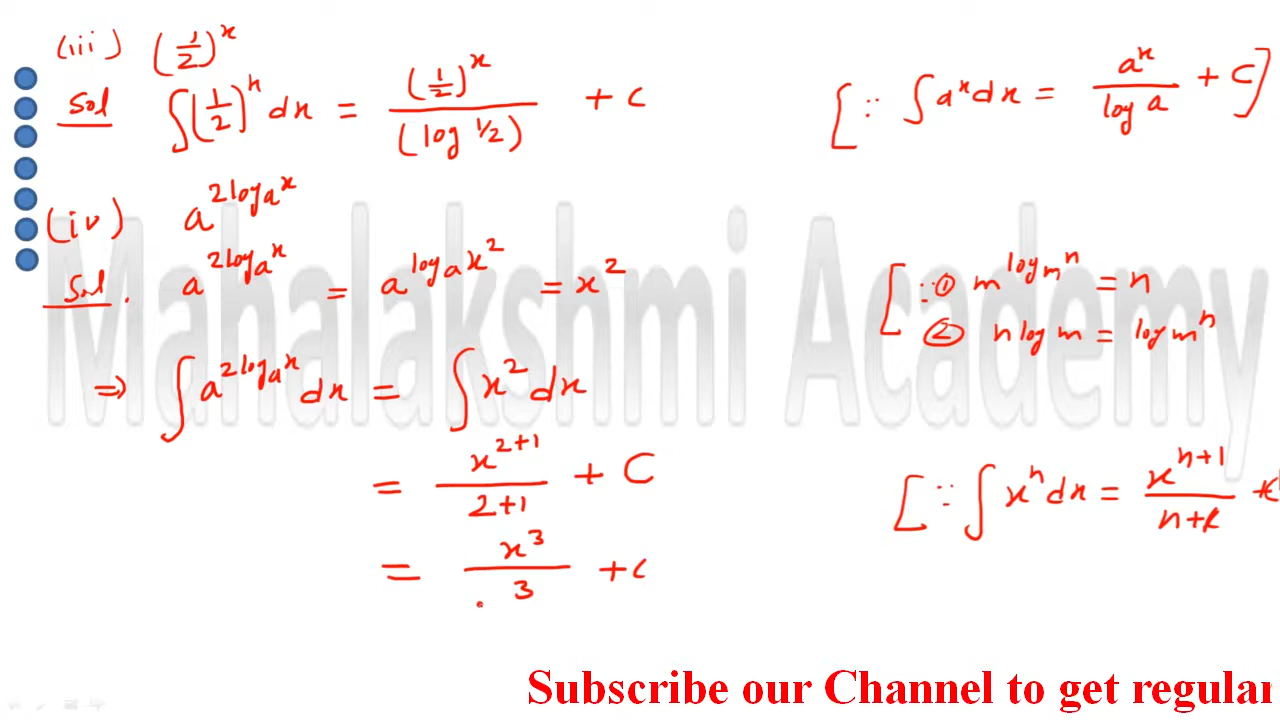 (iii) (1/2)^x
Sol ∫(1/2)^x dx = (1/2)^x / (log 1/2) + c [∵ ∫a^x dx = a^x / log a + C]
(iv) a^(2log_a x)
Sol. a^(2log_a x) = a^(log_a x^2) = x^2 [∵ ① m^(log_m n) = n
② n log m = log m^n
⇒ ∫a^(2log_a x) dx = ∫x^2 dx
= x^(2+1) / 2+1 + C [∵ ∫x^n dx = x^(n+1) /
= x^3 / 3 + c
Mahalakshmi Academy
Subscribe our Channel to get regular